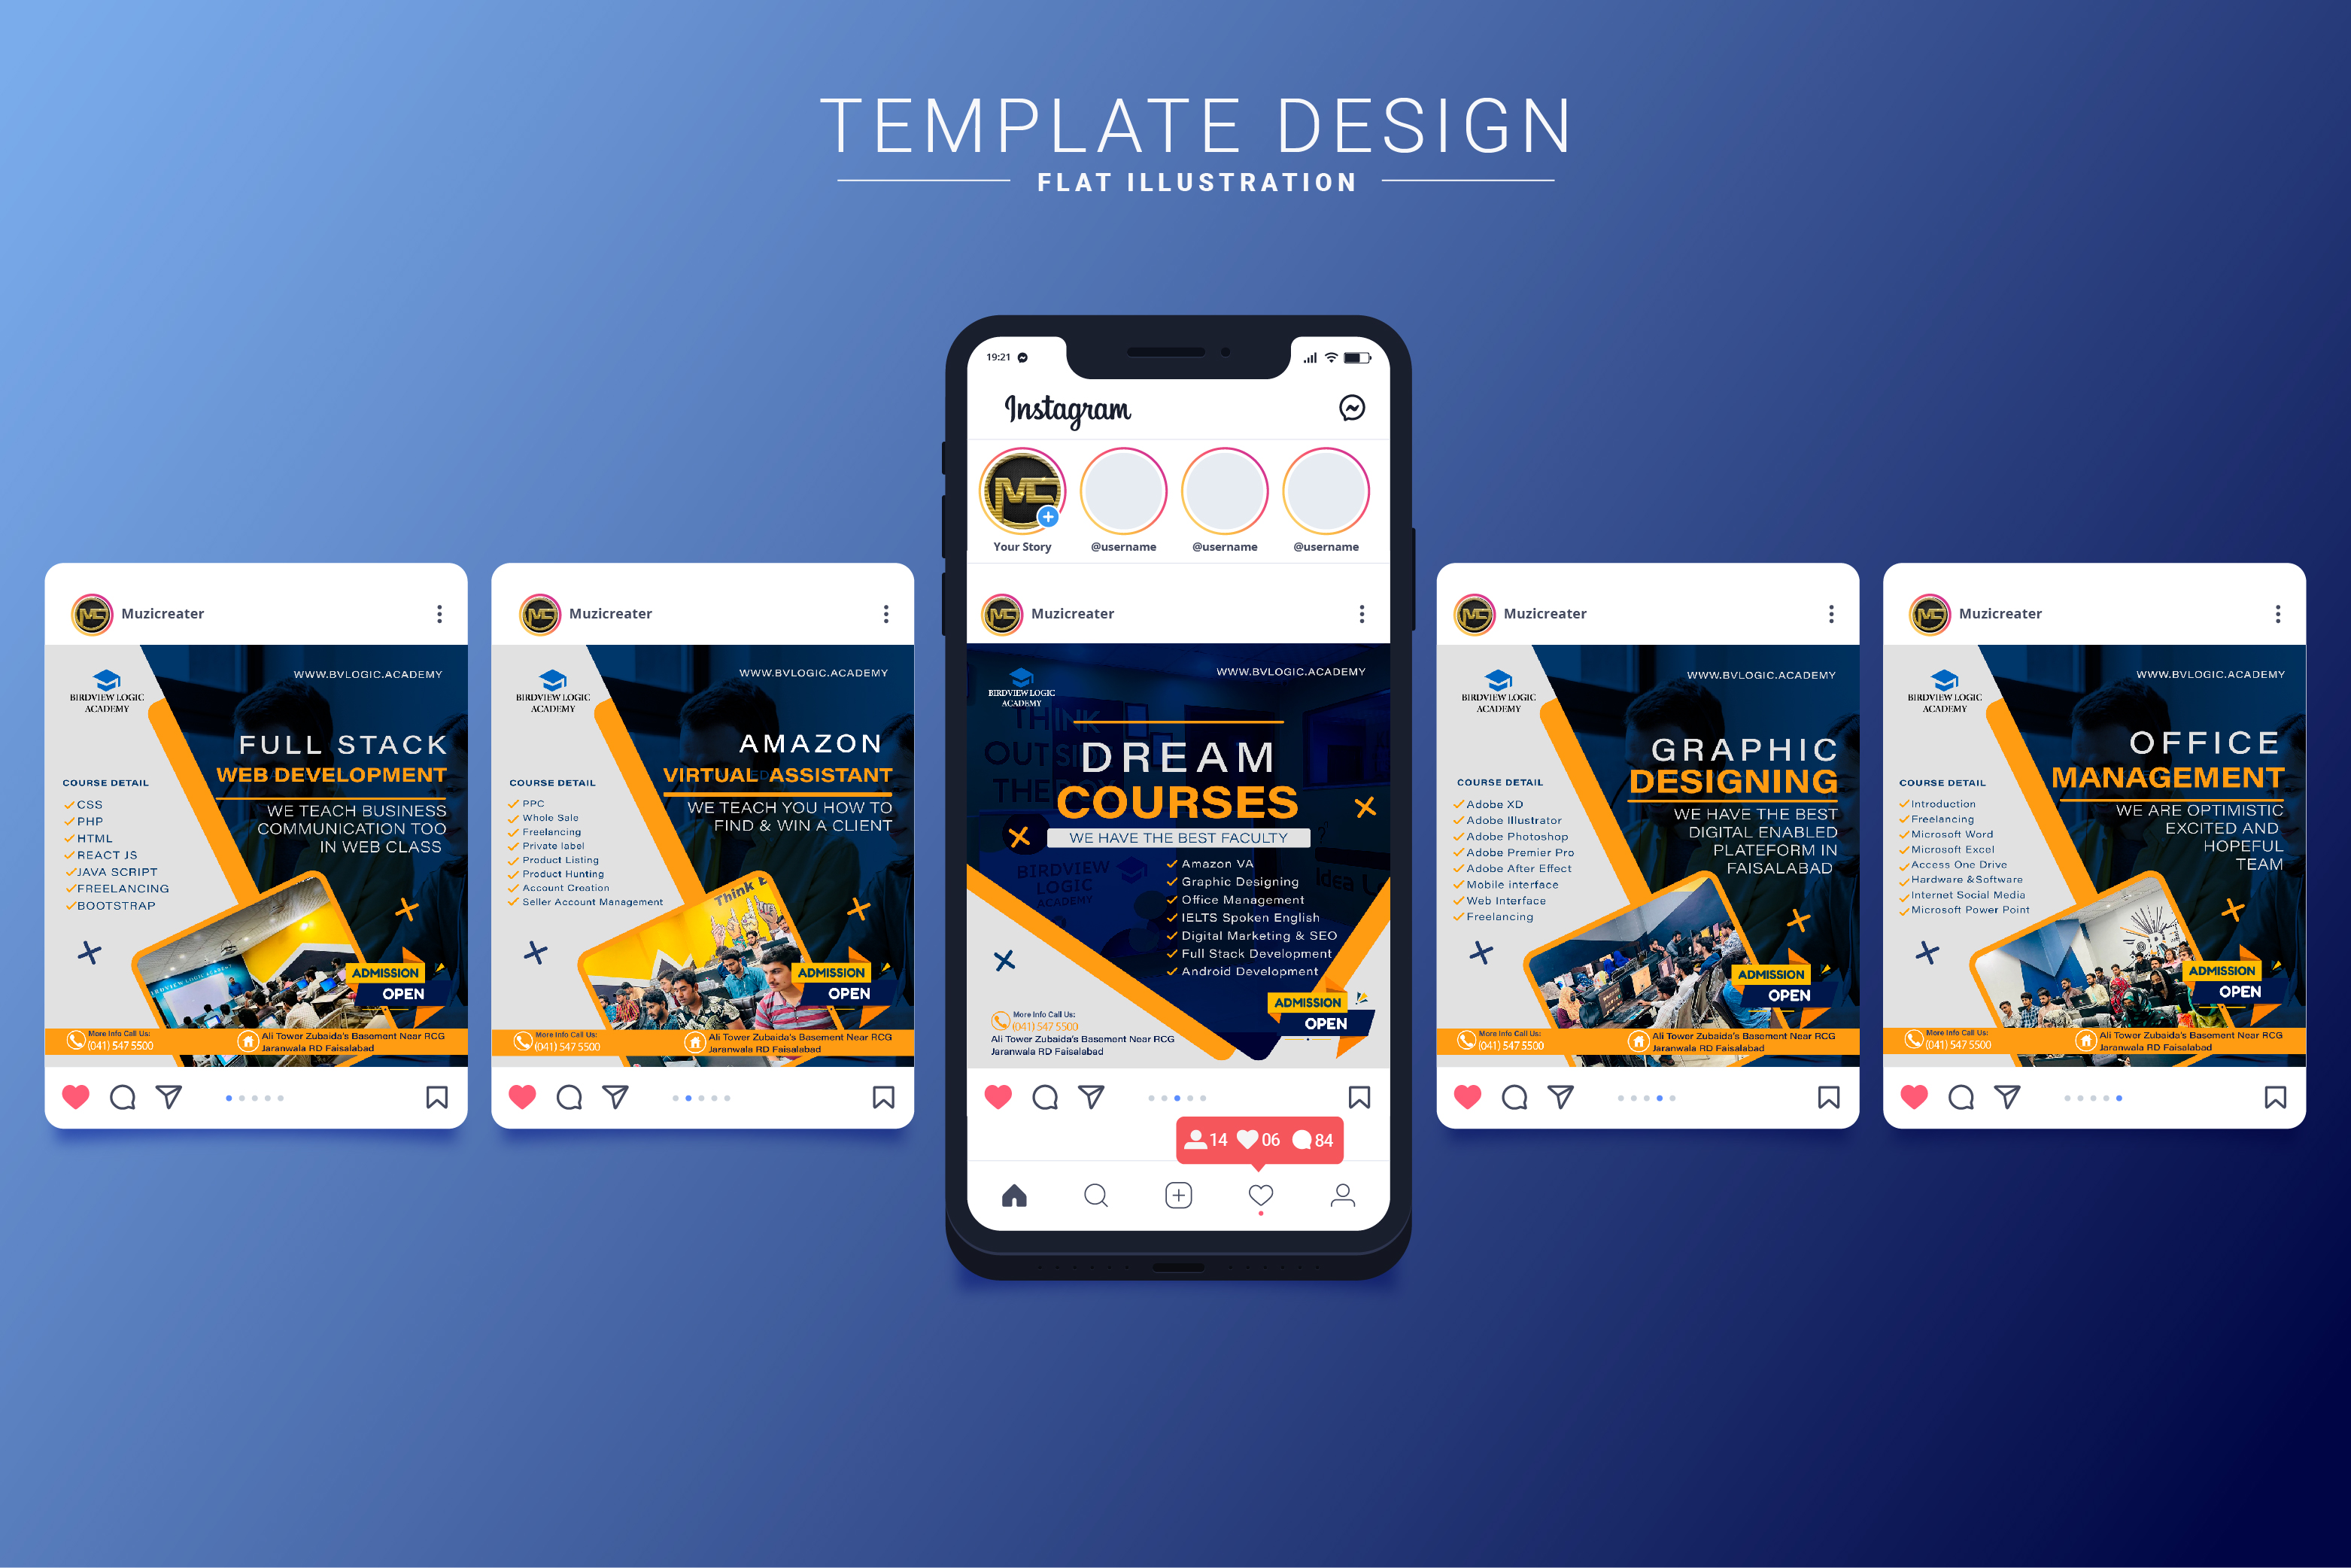 TEMPLATE DESIGN
FLAT ILLUSTRATION
Muzicreater
BIRDVIEW LOGIC
ACADEMY
WWW.BVLOGIC.ACADEMY
FULL STACK
WEB DEVELOPMENT
WE TEACH BUSINESS
COMMUNICATION TOO
IN WEB CLASS
COURSE DETAIL
CSS
PHP
HTML
REACT JS
JAVA SCRIPT
FREELANCING
BOOTSTRAP
ADMISSION
OPEN
More Info Call Us:
(041) 547 5500
Ali Tower Zubaida's Basement Near RCG
Jaranwala RD Faisalabad
Muzicreater
BIRDVIEW LOGIC
ACADEMY
WWW.BVLOGIC.ACADEMY
AMAZON
VIRTUAL ASSISTANT
WE TEACH YOU HOW TO
FIND & WIN A CLIENT
COURSE DETAIL
PPC
Whole Sale
Freelancing
Private label
Product Listing
Product Hunting
Account Creation
Seller Account Management
Think
ADMISSION
OPEN
More Info Call Us:
(041) 547 5500
Ali Tower Zubaida's Basement Near RCG
Jaranwala RD Faisalabad
19:21
Instagram
Your Story
@username
@username
@username
Muzicreater
BIRDVIEW LOGIC
ACADEMY
WWW.BVLOGIC.ACADEMY
THINK
OUTSID
THE
DREAM
COURSES
WE HAVE THE BEST FACULTY
BIRDVIEW
LOGIC
ACADEMY
Idea
Amazon VA
Graphic Designing
Office Management
IELTS Spoken English
Digital Marketing & SEO
Full Stack Development
Android Development
ADMISSION
OPEN
More Info Call Us:
(041) 547 5500
Ali Tower Zubaida's Basement Near RCG
Jaranwala RD Faisalabad
14 06 84
Muzicreater
BIRDVIEW LOGIC
ACADEMY
WWW.BVLOGIC.ACADEMY
GRAPHIC
DESIGNING
WE HAVE THE BEST
DIGITAL ENABLED
PLATEFORM IN
FAISALABAD
COURSE DETAIL
Adobe XD
Adobe Illustrator
Adobe Photoshop
Adobe Premier Pro
Adobe After Effect
Mobile interface
Web Interface
Freelancing
ADMISSION
OPEN
More Info Call Us:
(041) 547 5500
Ali Tower Zubaida's Basement Near RCG
Jaranwala RD Faisalabad
Muzicreater
BIRDVIEW LOGIC
ACADEMY
WWW.BVLOGIC.ACADEMY
OFFICE
MANAGEMENT
WE ARE OPTIMISTIC
EXCITED AND
HOPEFUL
TEAM
COURSE DETAIL
Introduction
Freelancing
Microsoft Word
Microsoft Excel
Access One Drive
Hardware &Software
Internet Social Media
Microsoft Power Point
ADMISSION
OPEN
More Info Call Us:
(041) 547 5500
Ali Tower Zubaida's Basement Near RCG
Jaranwala RD Faisalabad